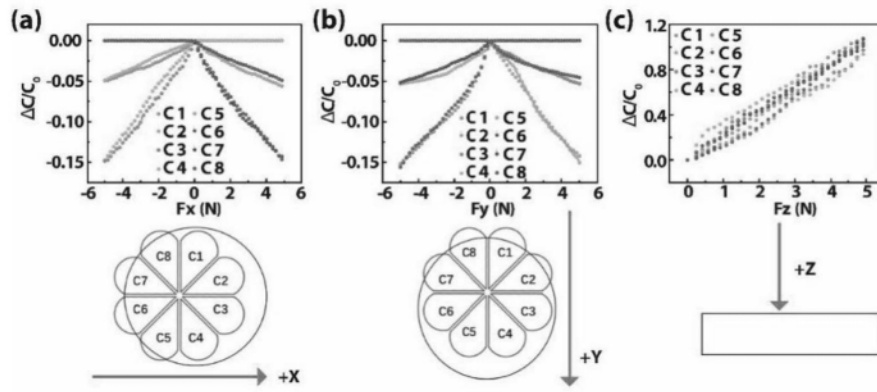 (a)
0.00
-0.05
-0.10
-0.15
ΔC/C₀
C1 C5
C2 C6
C3 C7
C4 C8
-6 -4 -2 0 2 4 6
Fx (N)
C8 C1
C7 C2
C6 C3
C5 C4
+X
(b)
0.00
-0.05
-0.10
-0.15
ΔC/C₀
C1 C5
C2 C6
C3 C7
C4 C8
-6 -4 -2 0 2 4 6
Fy (N)
C8 C1
C7 C2
C6 C3
C5 C4
+Y
(c)
1.2
0.8
0.4
0.0
ΔC/C₀
C1 C5
C2 C6
C3 C7
C4 C8
0 1 2 3 4 5
Fz (N)
+Z